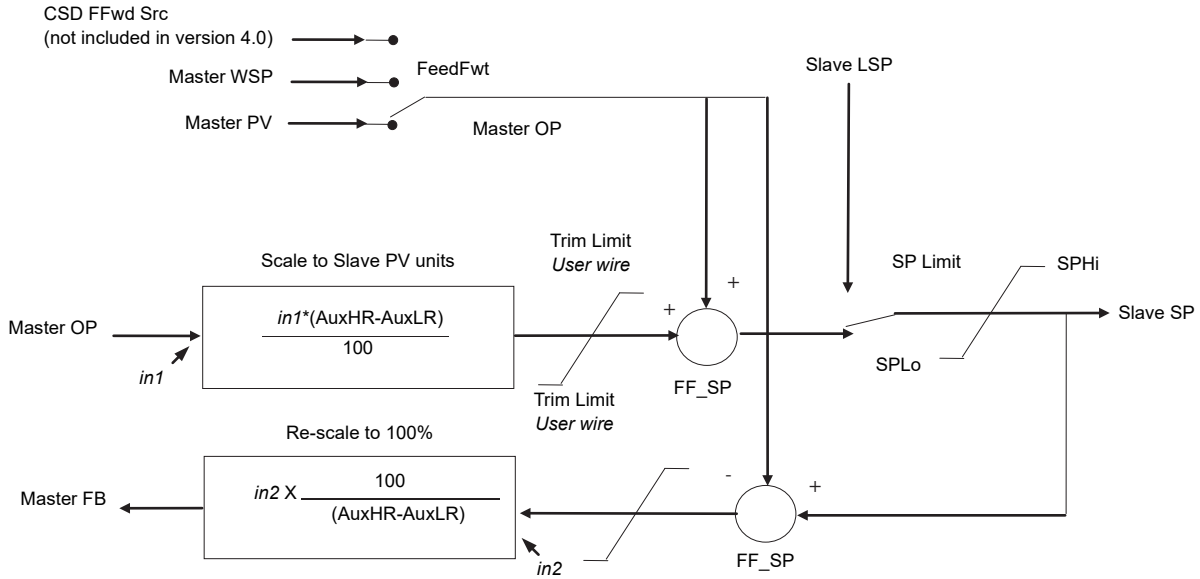 CSD FFwd Src
(not included in version 4.0)
Master WSP
FeedFwt
Master PV
Master OP
Slave LSP
Trim Limit
User wire
Scale to Slave PV units
SP Limit
SPHi
+
+
Master OP
in1*(AuxHR-AuxLR)
100
Slave SP
in1
SPLo
FF_SP
Trim Limit
User wire
Re-scale to 100%
-
+
Master FB
in2 X
100
(AuxHR-AuxLR)
in2
FF_SP